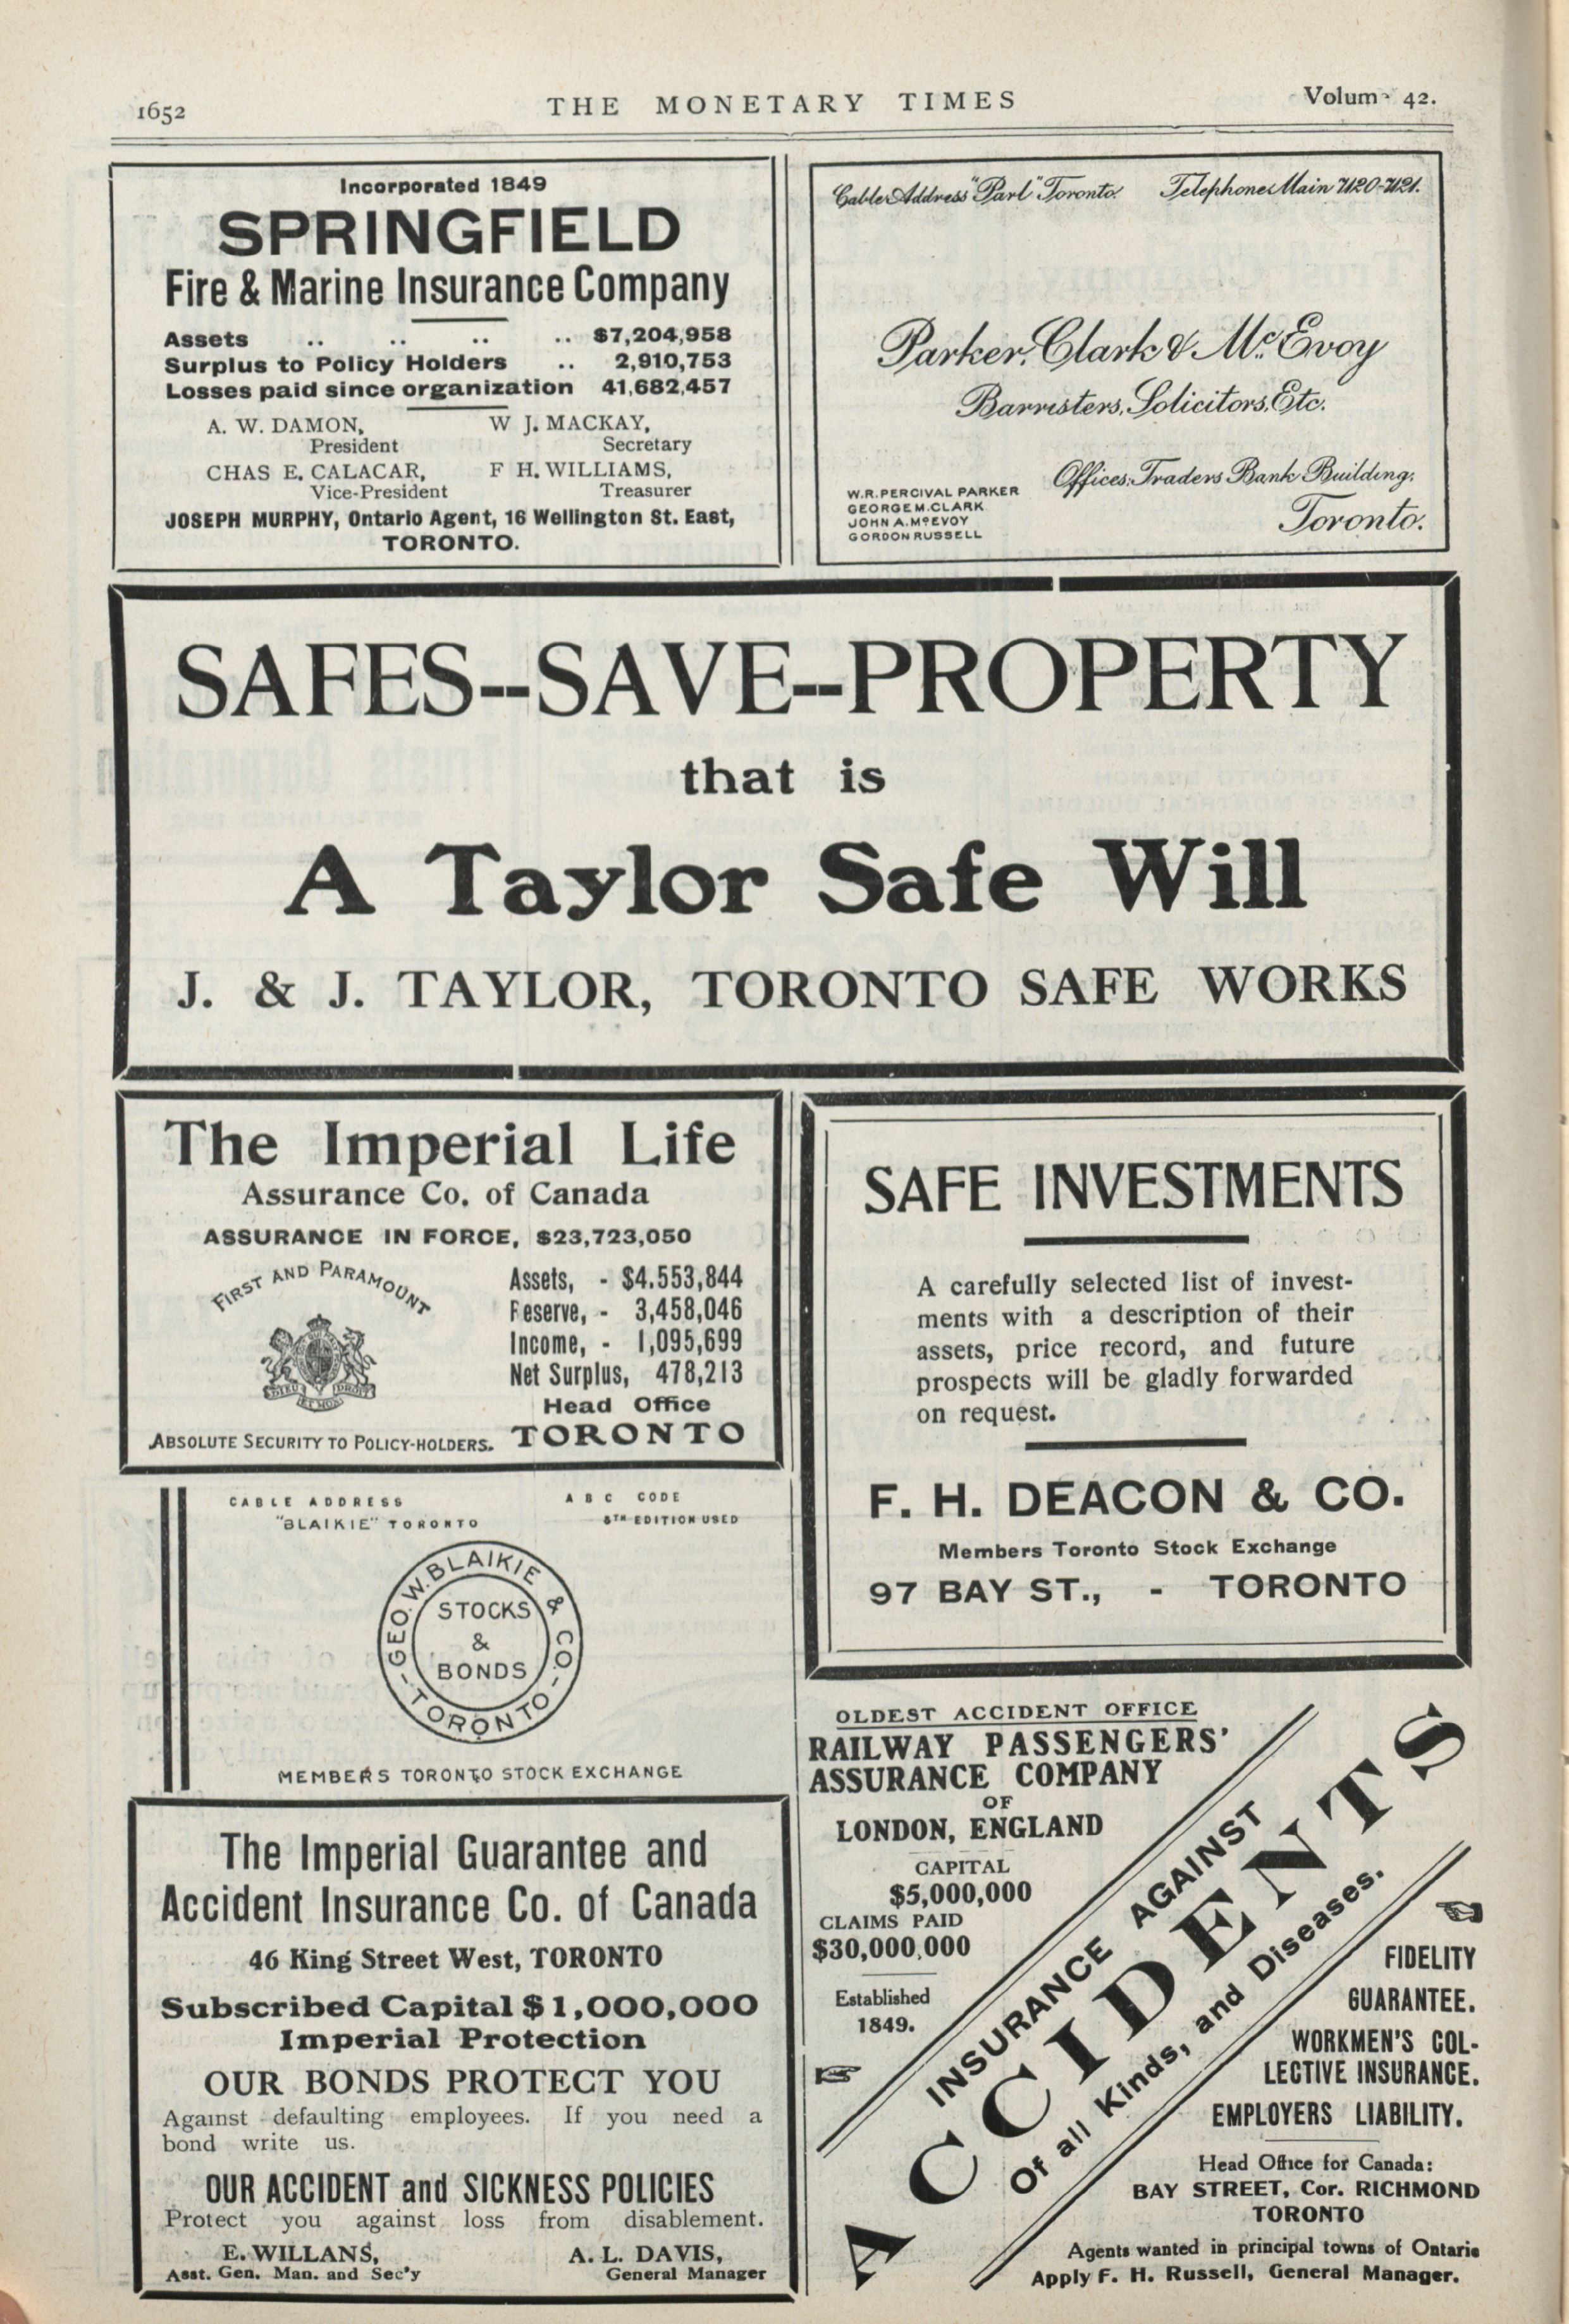 1652
THE MONETARY TIMES
Volume 42.
Incorporated 1849
SPRINGFIELD
Fire & Marine Insurance Company
Assets .. .. .. .. $7,204,958
Surplus to Policy Holders .. 2,910,753
Losses paid since organization 41,682,457
A. W. DAMON,
President
W J. MACKAY,
Secretary
CHAS E. CALACAR,
Vice-President
F H. WILLIAMS,
Treasurer
JOSEPH MURPHY, Ontario Agent, 16 Wellington St. East,
TORONTO.
Cable Address "Parl" Toronto. Telephones Main 7120-7121.
Parker, Clark & McEvoy
Barristers, Solicitors, Etc.
Offices: Traders Bank Building,
Toronto.
W.R. PERCIVAL PARKER
GEORGE M. CLARK
JOHN A. McEVOY
GORDON RUSSELL
SAFES--SAVE--PROPERTY
that is
A Taylor Safe Will
J. & J. TAYLOR, TORONTO SAFE WORKS
The Imperial Life
Assurance Co. of Canada
ASSURANCE IN FORCE, $23,723,050
FIRST AND PARAMOUNT
DIEU ET MON DROIT
Assets, - $4.553,844
Reserve, - 3,458,046
Income, - 1,095,699
Net Surplus, 478,213
Head Office
TORONTO
ABSOLUTE SECURITY TO POLICY-HOLDERS.
SAFE INVESTMENTS
A carefully selected list of invest-
ments with a description of their
assets, price record, and future
prospects will be gladly forwarded
on request.
F. H. DEACON & CO.
Members Toronto Stock Exchange
97 BAY ST., - TORONTO
CABLE ADDRESS
"BLAIKIE" TORONTO
A B C CODE
5TH EDITION USED
GEO. W. BLAIKIE & CO.
- TORONTO -
STOCKS
&
BONDS
MEMBERS TORONTO STOCK EXCHANGE
The Imperial Guarantee and
Accident Insurance Co. of Canada
46 King Street West, TORONTO
Subscribed Capital $1,000,000
Imperial Protection
OUR BONDS PROTECT YOU
Against defaulting employees. If you need a
bond write us.
OUR ACCIDENT and SICKNESS POLICIES
Protect you against loss from disablement.
E. WILLANS,
Asst. Gen. Man. and Sec'y
A. L. DAVIS,
General Manager
OLDEST ACCIDENT OFFICE
RAILWAY PASSENGERS'
ASSURANCE COMPANY
OF
LONDON, ENGLAND
CAPITAL
$5,000,000
CLAIMS PAID
$30,000,000
Established
1849.
INSURANCE AGAINST
ACCIDENTS
Of all Kinds, and Diseases.
FIDELITY
GUARANTEE.
WORKMEN'S COL-
LECTIVE INSURANCE.
EMPLOYERS LIABILITY.
Head Office for Canada:
BAY STREET, Cor. RICHMOND
TORONTO
Agents wanted in principal towns of Ontario
Apply F. H. Russell, General Manager.